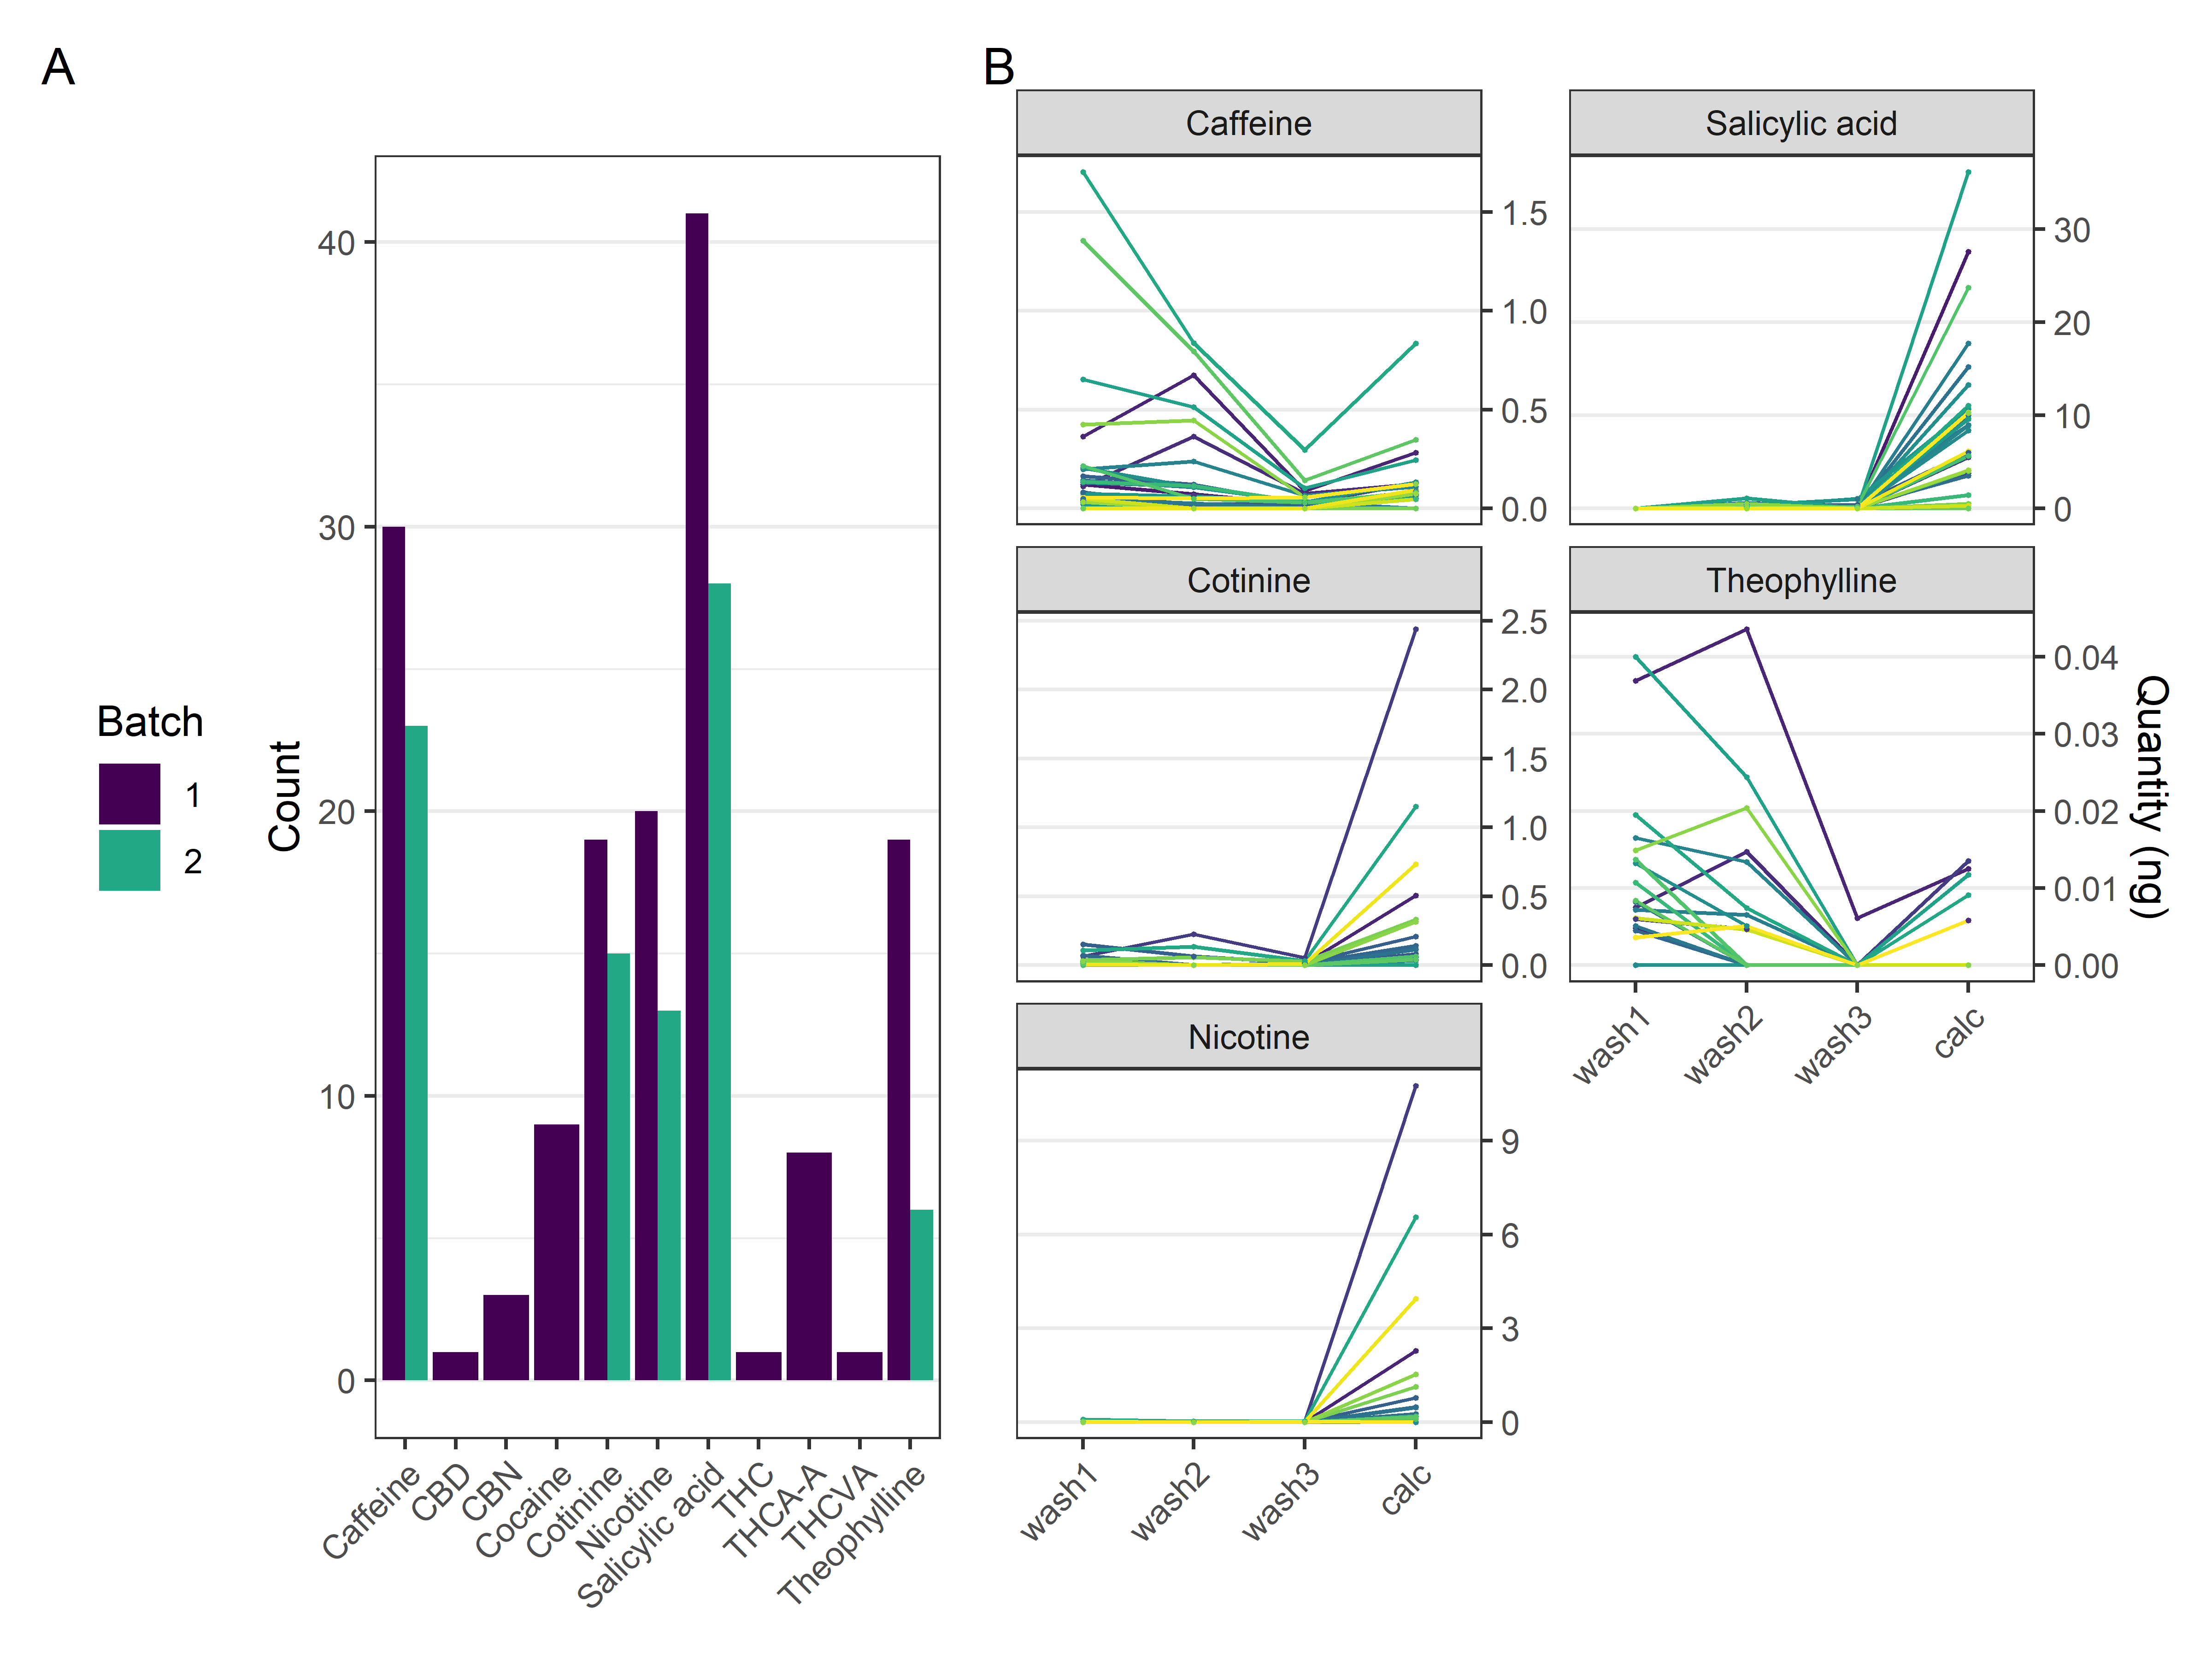 A
B
Batch
1
2
Count
40
30
20
10
0
Caffeine
CBD
CBN
Cocaine
Cotinine
Nicotine
Salicylic acid
THC
THCA-A
THCVA
Theophylline
Caffeine
1.5
1.0
0.5
0.0
Salicylic acid
30
20
10
0
Cotinine
2.5
2.0
1.5
1.0
0.5
0.0
Theophylline
0.04
0.03
0.02
0.01
0.00
wash1
wash2
wash3
calc
Nicotine
9
6
3
0
wash1
wash2
wash3
calc
Quantity (ng)